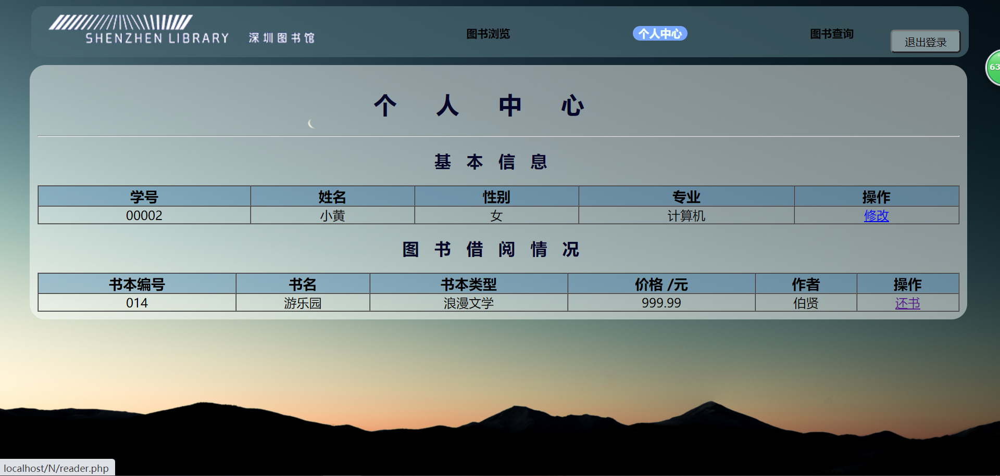 SHENZHEN LIBRARY 深圳图书馆
图书浏览 个人中心 图书查询 退出登录
63
个人中心
基本信息
学号 姓名 性别 专业 操作
00002 小黄 女 计算机 修改
图书借阅情况
书本编号 书名 书本类型 价格 /元 作者 操作
014 游乐园 浪漫文学 999.99 伯贤 还书
localhost/N/reader.php